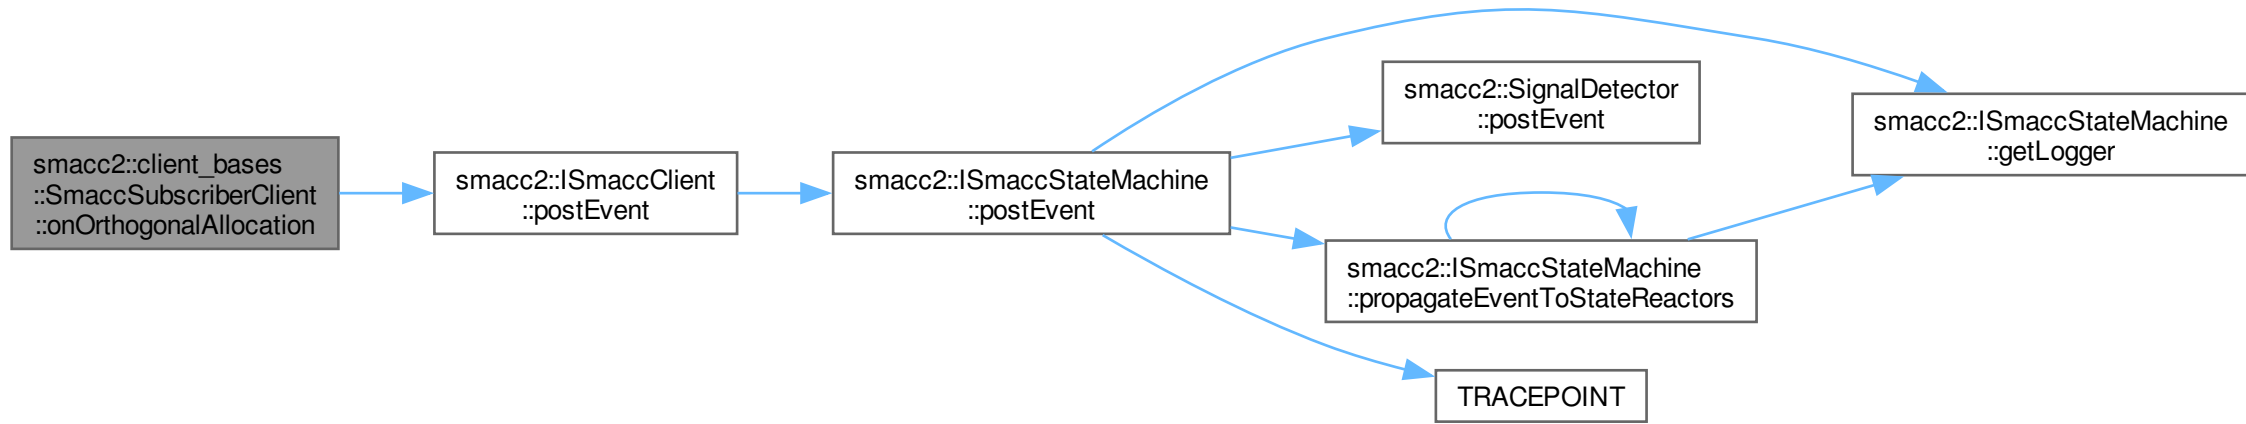 smacc2::client_bases
::SmaccSubscriberClient
::onOrthogonalAllocation
smacc2::ISmaccClient
::postEvent
smacc2::ISmaccStateMachine
::postEvent
smacc2::SignalDetector
::postEvent
smacc2::ISmaccStateMachine
::propagateEventToStateReactors
TRACEPOINT
smacc2::ISmaccStateMachine
::getLogger